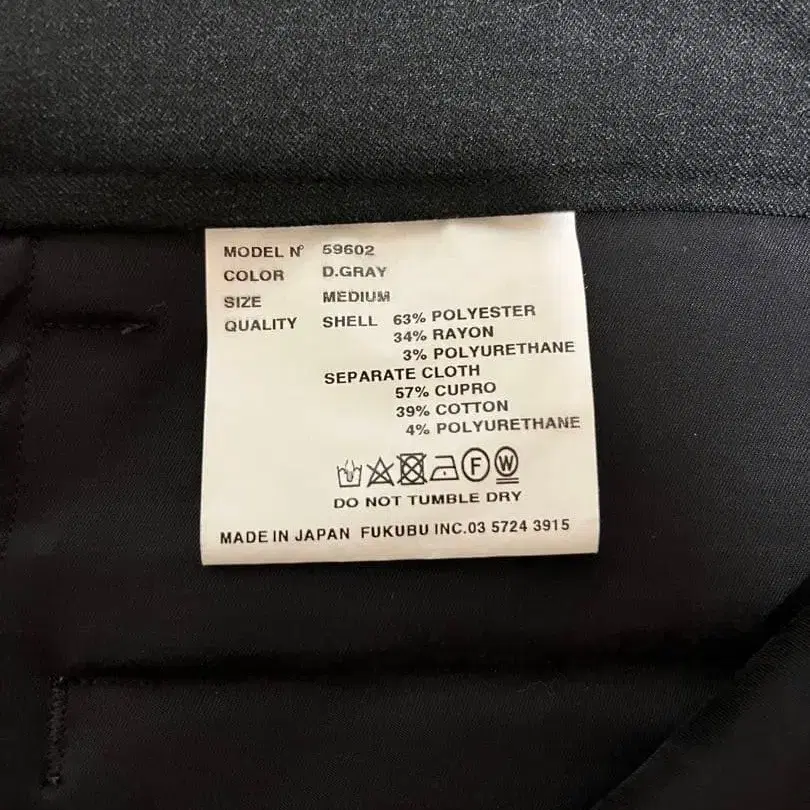 MODEL Nº 59602
COLOR D.GRAY
SIZE MEDIUM
QUALITY SHELL 63% POLYESTER
34% RAYON
3% POLYURETHANE
SEPARATE CLOTH
57% CUPRO
39% COTTON
4% POLYURETHANE
F W
DO NOT TUMBLE DRY
MADE IN JAPAN FUKUBU INC.03 5724 3915